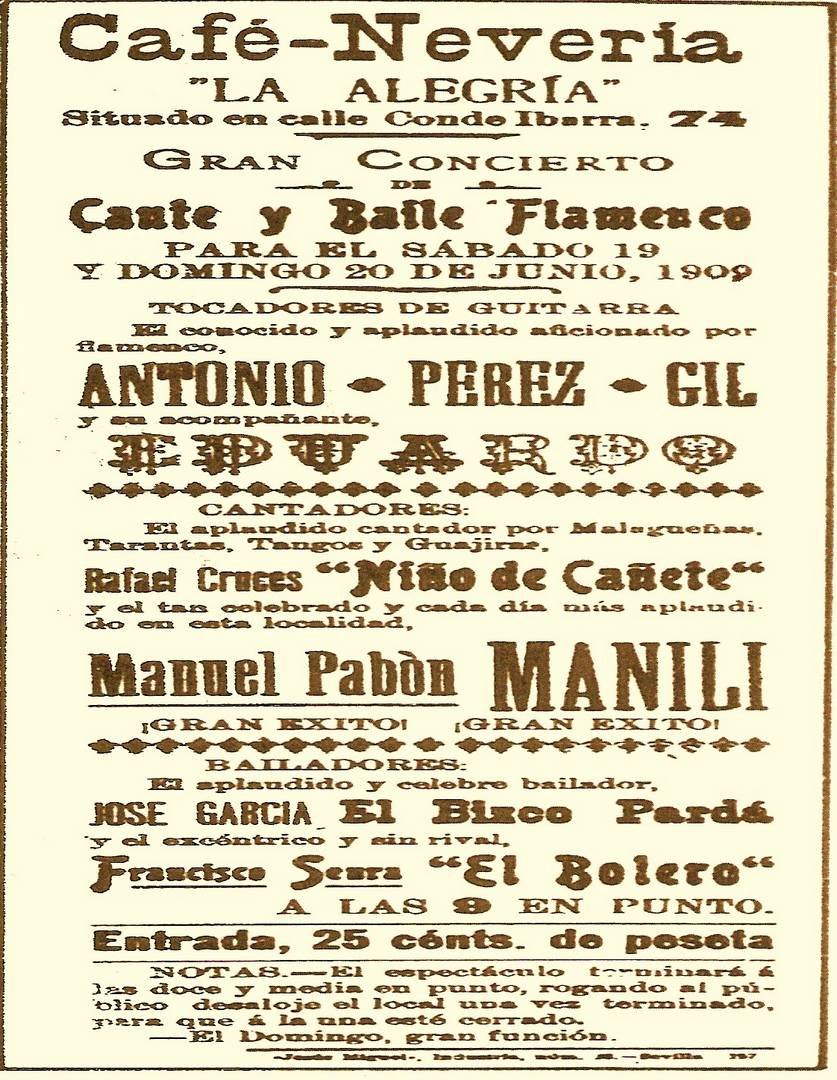 Café-Nevería
"LA ALEGRÍA"
Situado en calle Conde Ibarra, 74
GRAN CONCIERTO
DE
Cante y Baile Flamenco
PARA EL SÁBADO 19
Y DOMINGO 20 DE JUNIO, 1909
TOCADORES DE GUITARRA
El conocido y aplaudido aficionado por
flamenco,
ANTONIO PEREZ GIL
y su acompañante,
EDUARDO
CANTADORES:
El aplaudido cantador por Malagueñas,
Tarantas, Tangos y Guajiras,
Rafael Cruces "Niño de Cañete"
y el tan celebrado y cada día más aplaudi-
do en esta localidad,
Manuel Pabòn MANILI
¡GRAN EXITO! ¡GRAN EXITO!
BAILADORES:
El aplaudido y celebre bailador,
JOSE GARCIA El Bizco Pardá
y el excéntrico y sin rival,
Francisco Senra "El Bolero"
A LAS 9 EN PUNTO.
Entrada, 25 cénts. de peseta
NOTAS.—El espectáculo terminará á
las doce y media en punto, rogando al pú-
blico desaloje el local una vez terminado,
para que á la una esté cerrado.
—El Domingo, gran función.
Jesús Miguel-, Industria, núm. —Sevilla